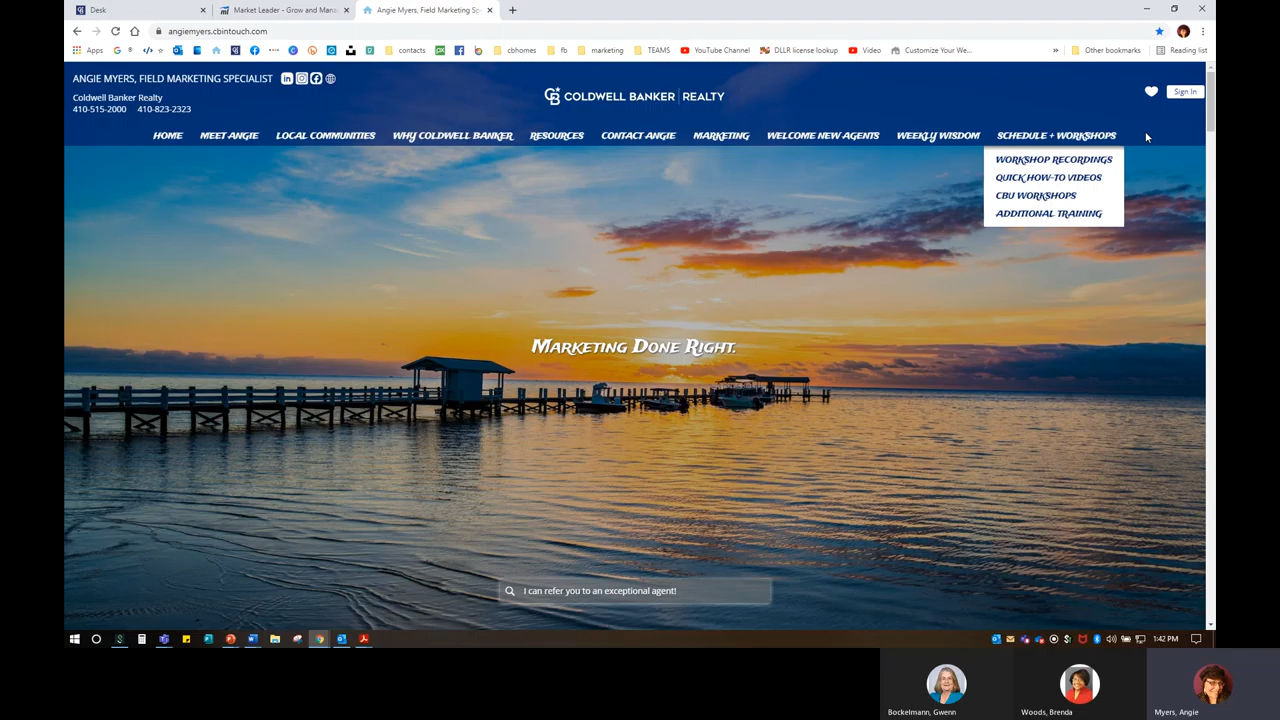 Desk
Market Leader - Grow and Mana
Angie Myers, Field Marketing Sp
angiemyers.cbintouch.com
Apps
contacts
cbhomes
fb
marketing
TEAMS
YouTube Channel
DLLR license lookup
Video
Customize Your We...
Other bookmarks
Reading list
ANGIE MYERS, FIELD MARKETING SPECIALIST
Coldwell Banker Realty
410-515-2000 410-823-2323
COLDWELL BANKER REALTY
Sign In
HOME MEET ANGIE LOCAL COMMUNITIES WHY COLDWELL BANKER RESOURCES CONTACT ANGIE MARKETING WELCOME NEW AGENTS WEEKLY WISDOM SCHEDULE + WORKSHOPS
WORKSHOP RECORDINGS
QUICK HOW-TO VIDEOS
CBU WORKSHOPS
ADDITIONAL TRAINING
MARKETING DONE RIGHT.
I can refer you to an exceptional agent!
1:42 PM
Bockelmann, Gwenn
Woods, Brenda
Myers, Angie